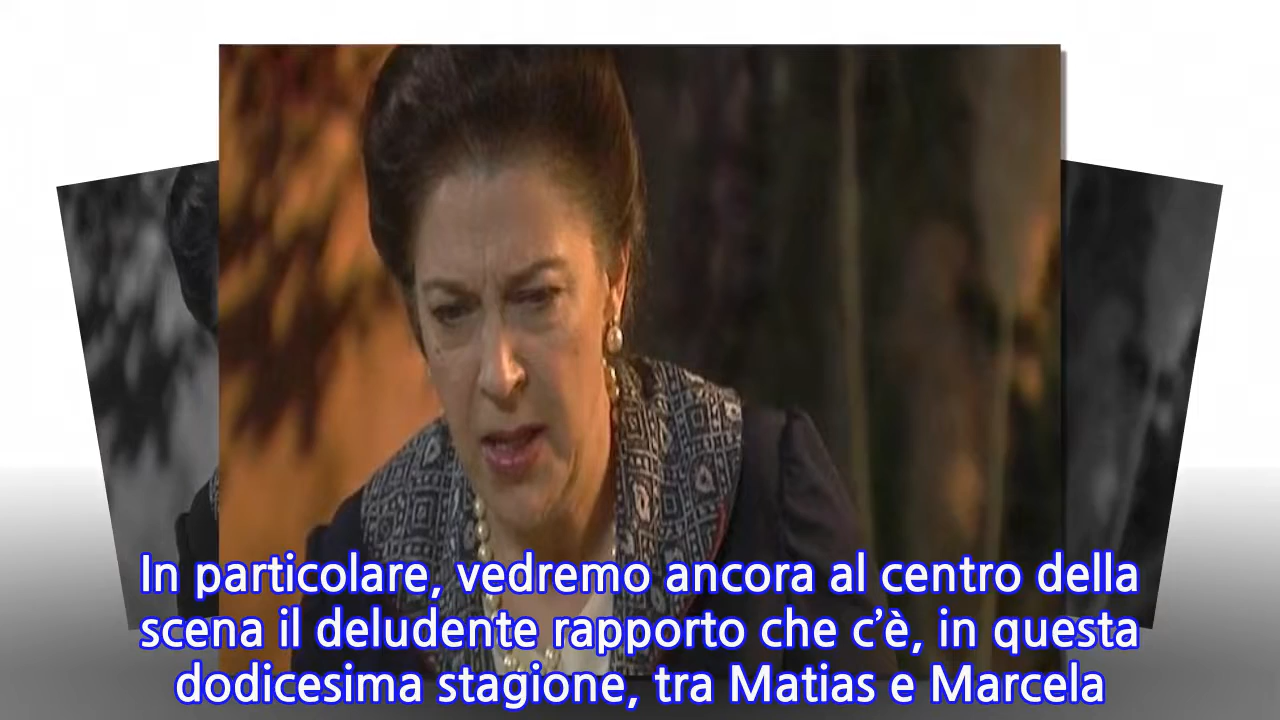 In particolare, vedremo ancora al centro della
scena il deludente rapporto che c’è, in questa
dodicesima stagione, tra Matias e Marcela